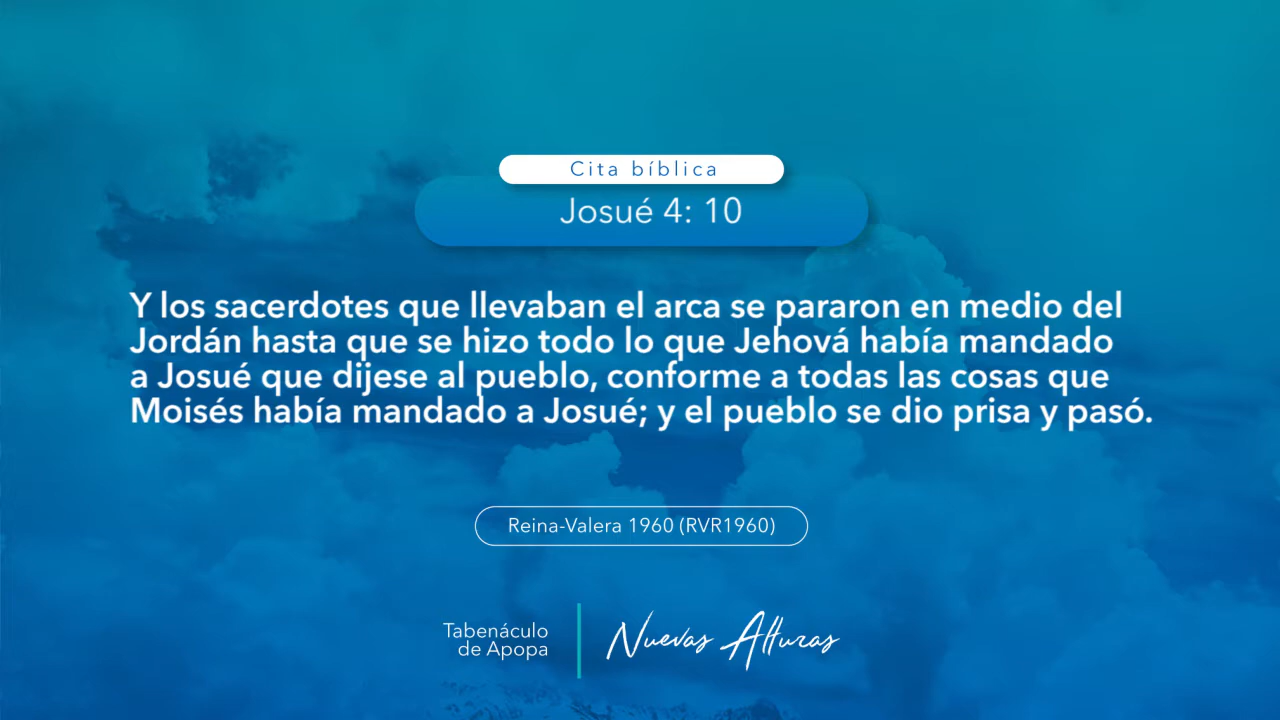 Cita bíblica
Josué 4: 10
Y los sacerdotes que llevaban el arca se pararon en medio del
Jordán hasta que se hizo todo lo que Jehová había mandado
a Josué que dijese al pueblo, conforme a todas las cosas que
Moisés había mandado a Josué; y el pueblo se dio prisa y pasó.
Reina-Valera 1960 (RVR1960)
Tabenáculo
de Apopa
Nuevas Alturas